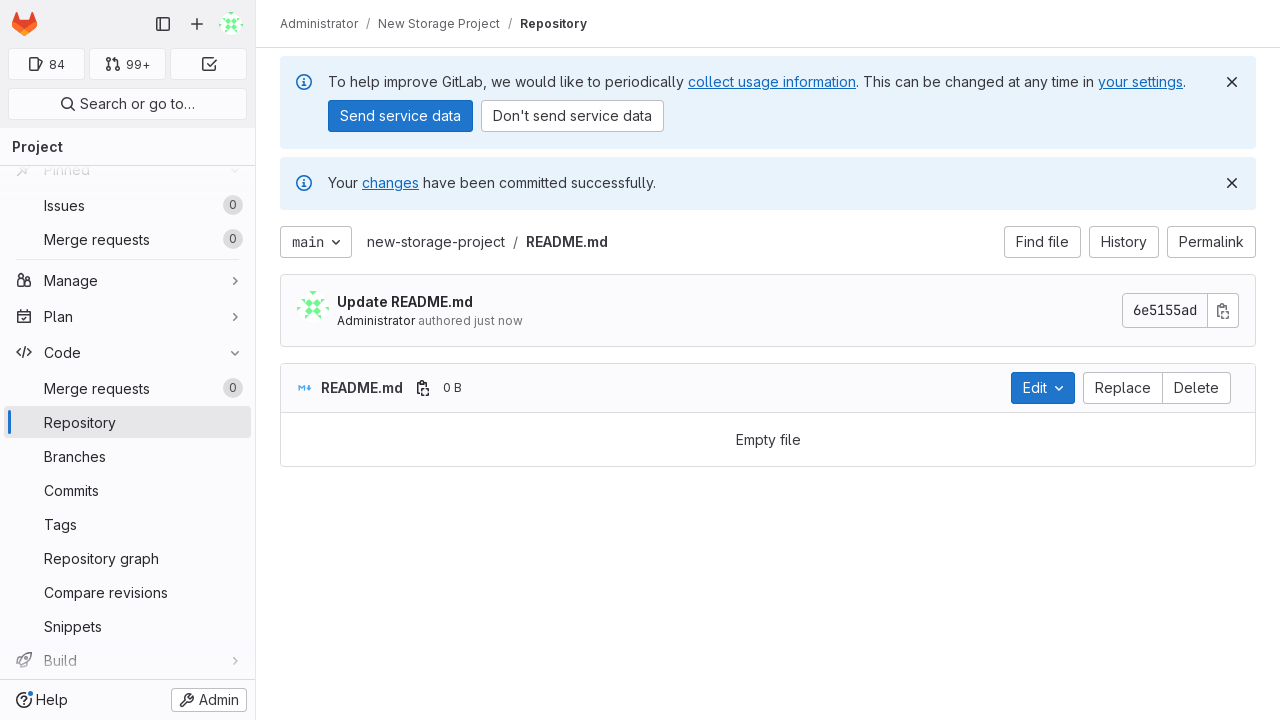 Administrator / New Storage Project / Repository
84
99+
Search or go to…
Project
Pinned
Issues 0
Merge requests 0
Manage
Plan
Code
Merge requests 0
Repository
Branches
Commits
Tags
Repository graph
Compare revisions
Snippets
Build
Help
Admin
To help improve GitLab, we would like to periodically collect usage information. This can be changed at any time in your settings.
Send service data Don't send service data
Your changes have been committed successfully.
main new-storage-project / README.md Find file History Permalink
Update README.md
Administrator authored just now
6e5155ad
README.md 0 B Edit Replace Delete
Empty file